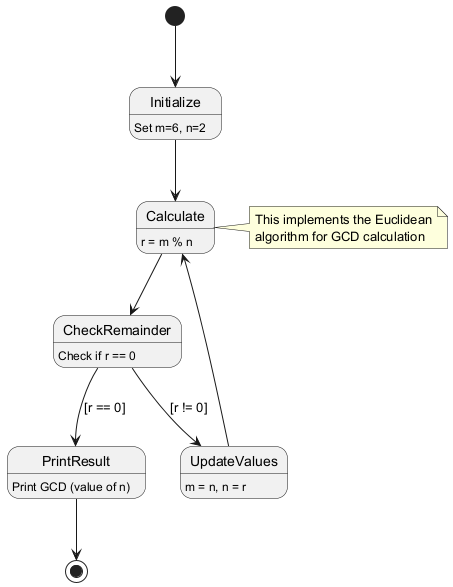 Initialize
Set m=6, n=2
Calculate
r = m % n
This implements the Euclidean
algorithm for GCD calculation
CheckRemainder
Check if r == 0
[r == 0]
[r != 0]
PrintResult
Print GCD (value of n)
UpdateValues
m = n, n = r